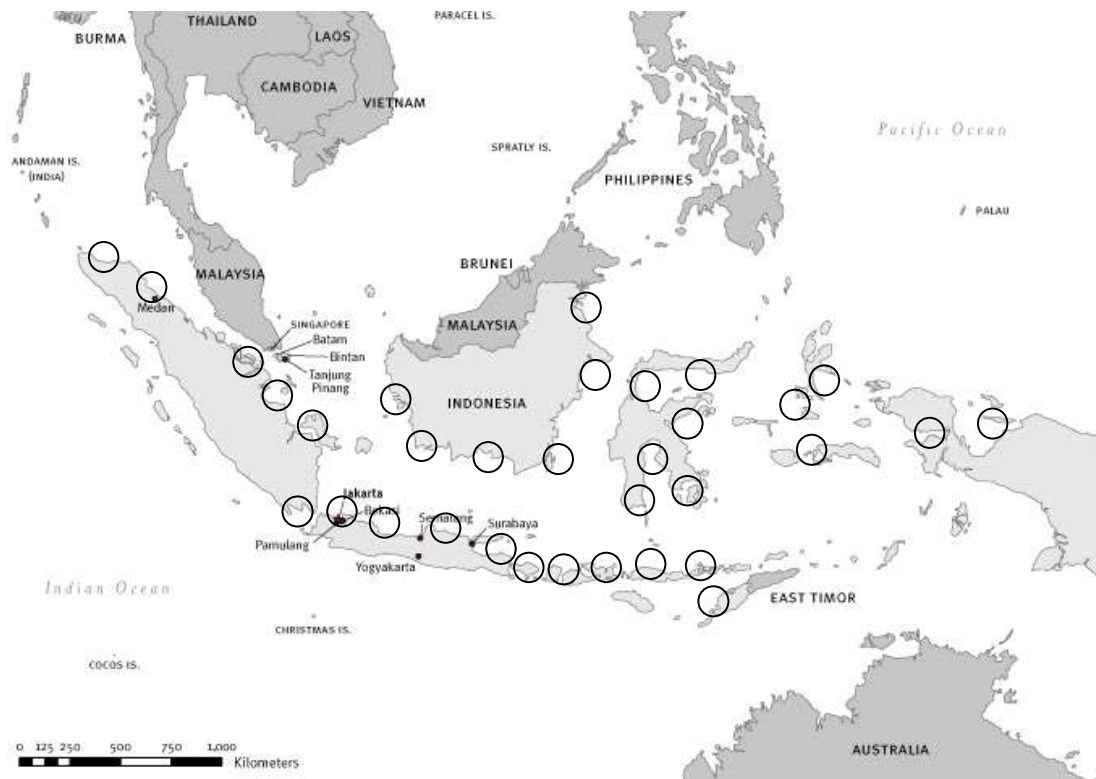 PARACEL IS.
THAILAND
LAOS
BURMA
CAMBODIA
VIETNAM
Pacific Ocean
SPRATLY IS.
ANDAMAN IS.
(INDIA)
PHILIPPINES
PALAU
BRUNEI
MALAYSIA
Medan
SINGAPORE
MALAYSIA
Batam
Bintan
Tanjung
Pinang
INDONESIA
Jakarta
Bekasi
Semarang
Surabaya
Pamulang
Yogyakarta
Indian Ocean
EAST TIMOR
CHRISTMAS IS.
COCOS IS.
0 125 250 500 750 1,000
Kilometers
AUSTRALIA